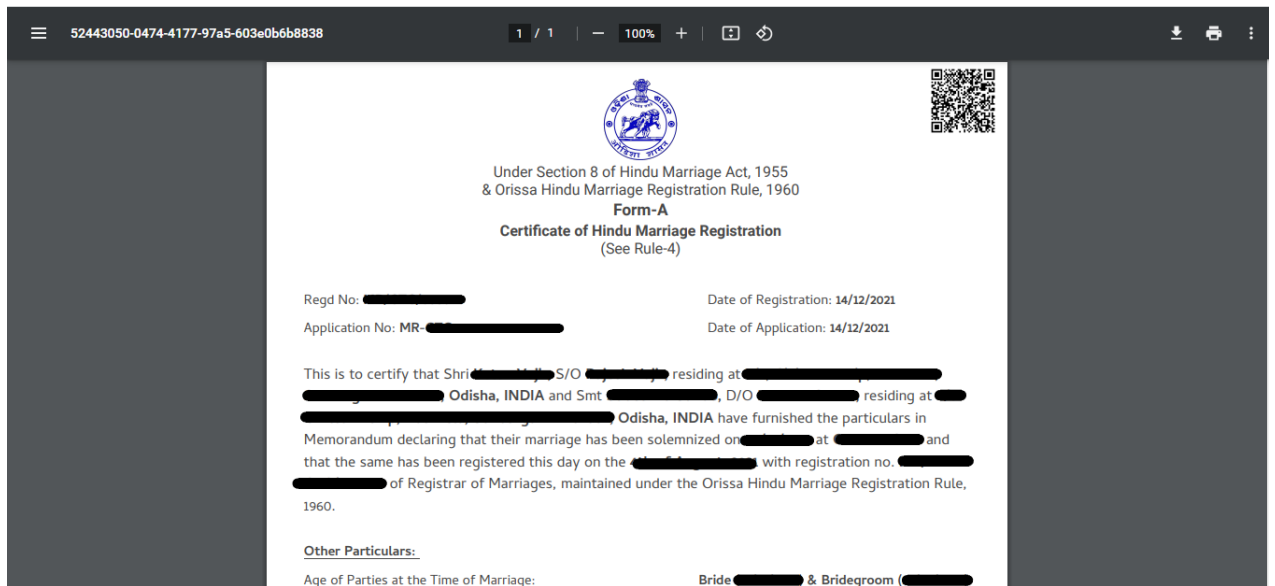 52443050-0474-4177-97a5-603e0b6b8838
1 / 1 100%
Under Section 8 of Hindu Marriage Act, 1955
& Orissa Hindu Marriage Registration Rule, 1960
Form-A
Certificate of Hindu Marriage Registration
(See Rule-4)
Regd No: Date of Registration: 14/12/2021
Application No: MR- Date of Application: 14/12/2021
This is to certify that Shri S/O residing at
, Odisha, INDIA and Smt , D/O residing at
Odisha, INDIA have furnished the particulars in
Memorandum declaring that their marriage has been solemnized on at and
that the same has been registered this day on the with registration no.
of Registrar of Marriages, maintained under the Orissa Hindu Marriage Registration Rule,
1960.
Other Particulars:
Age of Parties at the Time of Marriage: Bride & Bridegroom (